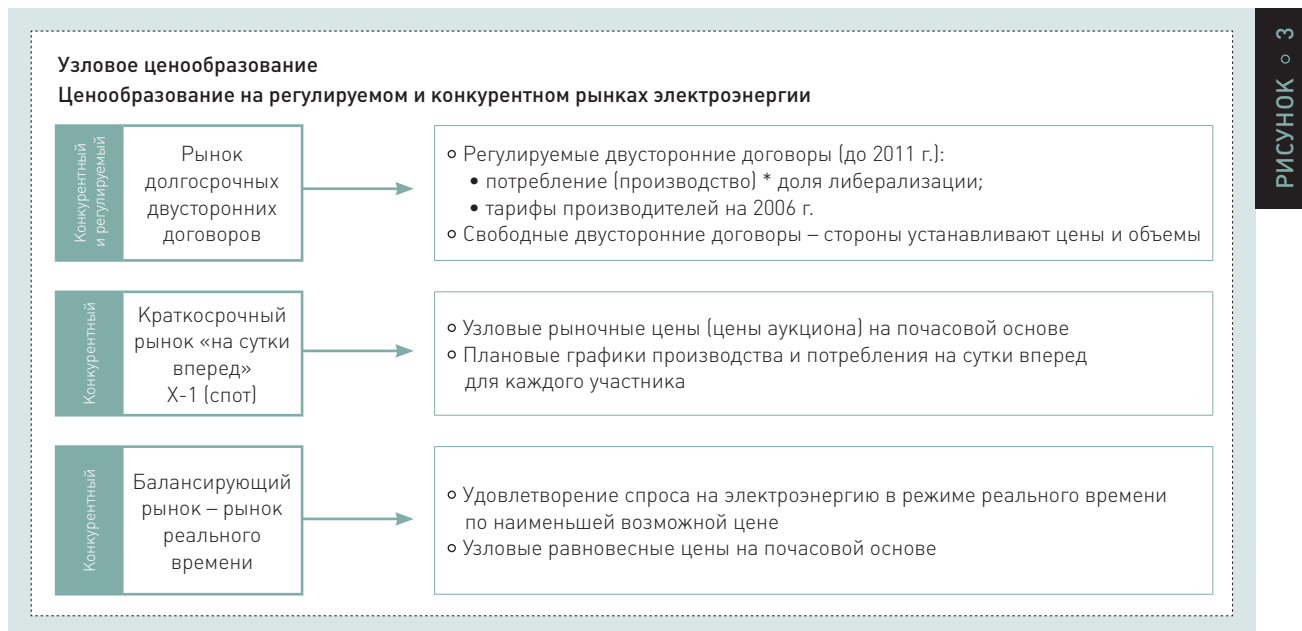 РИСУНОК ○ 3
Узловое ценообразование
Ценообразование на регулируемом и конкурентном рынках электроэнергии
Конкурентный
и регулируемый
Рынок
долгосрочных
двусторонних
договоров
○ Регулируемые двусторонние договоры (до 2011 г.):
• потребление (производство) * доля либерализации;
• тарифы производителей на 2006 г.
○ Свободные двусторонние договоры – стороны устанавливают цены и объемы
Конкурентный
Краткосрочный
рынок «на сутки
вперед»
Х-1 (спот)
○ Узловые рыночные цены (цены аукциона) на почасовой основе
○ Плановые графики производства и потребления на сутки вперед
для каждого участника
Конкурентный
Балансирующий
рынок – рынок
реального
времени
○ Удовлетворение спроса на электроэнергию в режиме реального времени
по наименьшей возможной цене
○ Узловые равновесные цены на почасовой основе